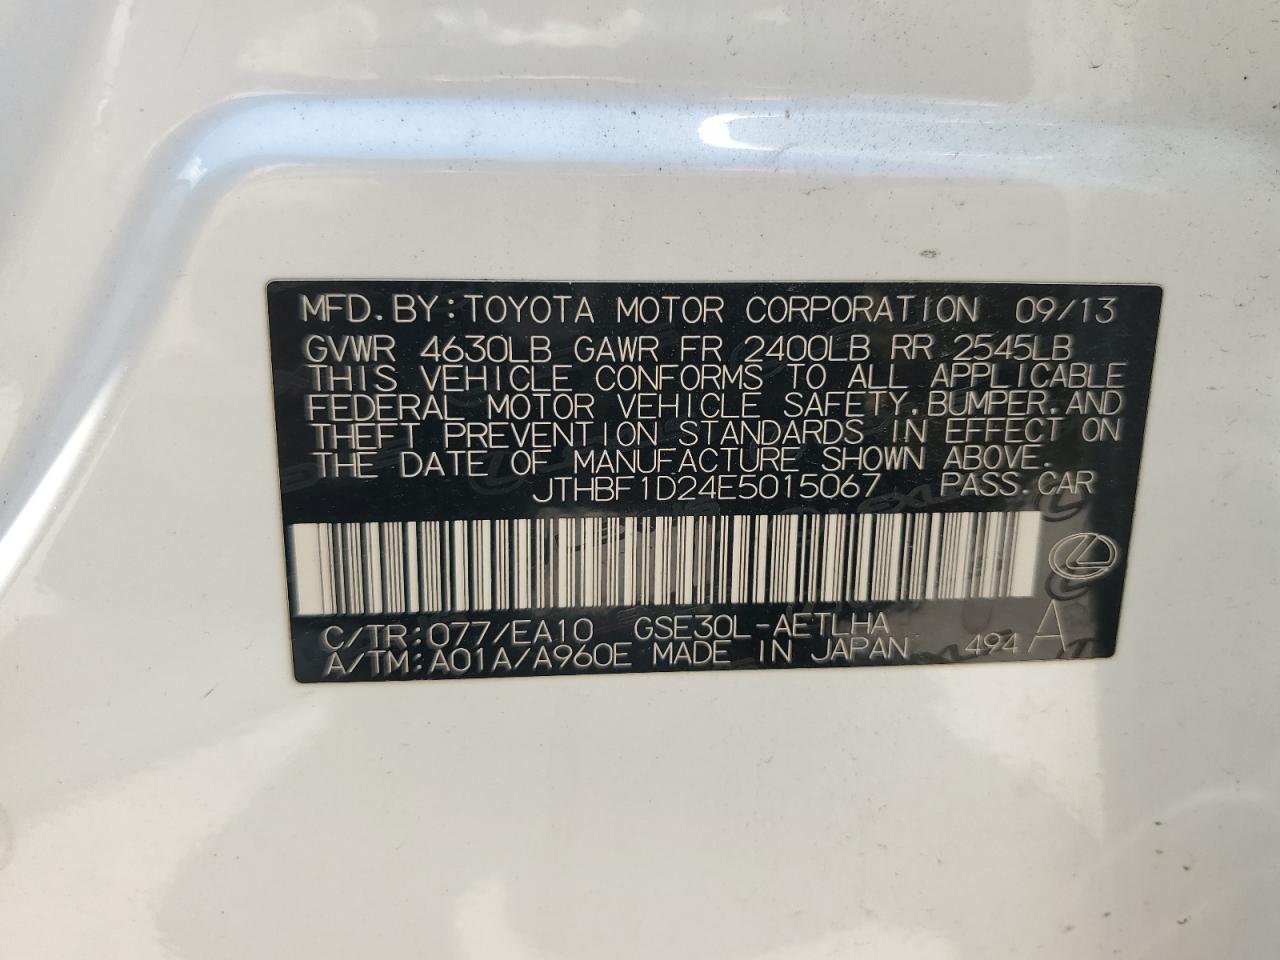 MFD.BY:TOYOTA MOTOR CORPORATION 09/13
GVWR 4630LB GAWR FR 2400LB RR 2545LB
THIS VEHICLE CONFORMS TO ALL APPLICABLE
FEDERAL MOTOR VEHICLE SAFETY,BUMPER,AND
THEFT PREVENTION STANDARDS IN EFFECT ON
THE DATE OF MANUFACTURE SHOWN ABOVE.
JTHBF1D24E5015067 PASS.CAR
C/TR:077/EA10 GSE30L-AETLHA
A/TM:A01A/A960E MADE IN JAPAN 494 A